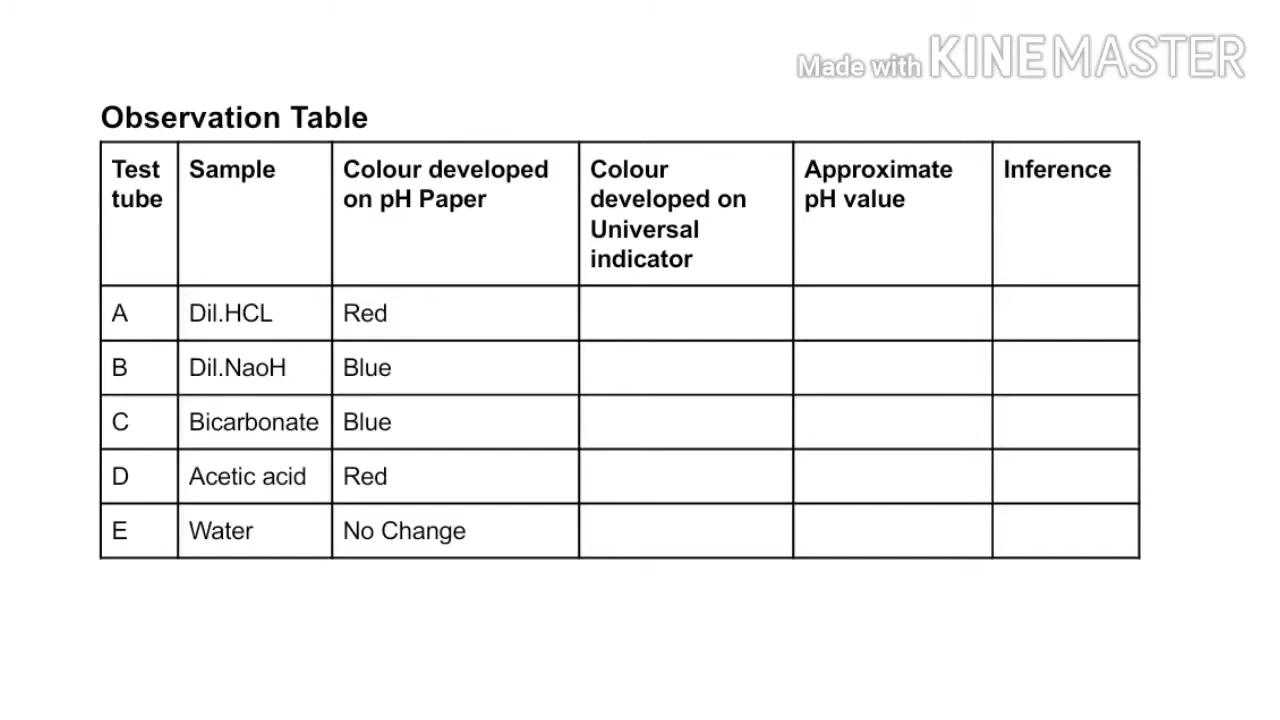 Made with KINEMASTER
Observation Table
Test tube Sample Colour developed on pH Paper Colour developed on Universal indicator Approximate pH value Inference
A Dil.HCL Red
B Dil.NaoH Blue
C Bicarbonate Blue
D Acetic acid Red
E Water No Change